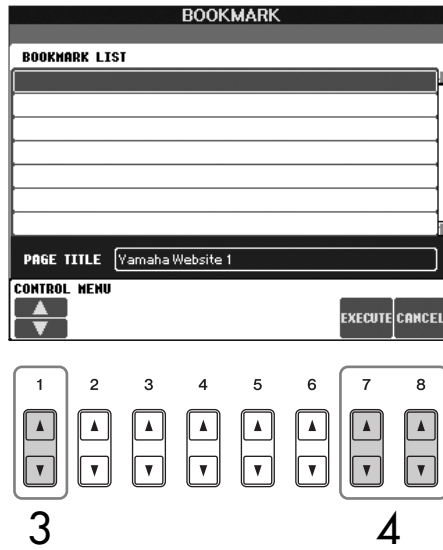 BOOKMARK
BOOKMARK LIST
PAGE TITLE Yamaha Website 1
CONTROL MENU
EXECUTE CANCEL
1 2 3 4 5 6 7 8
3 4